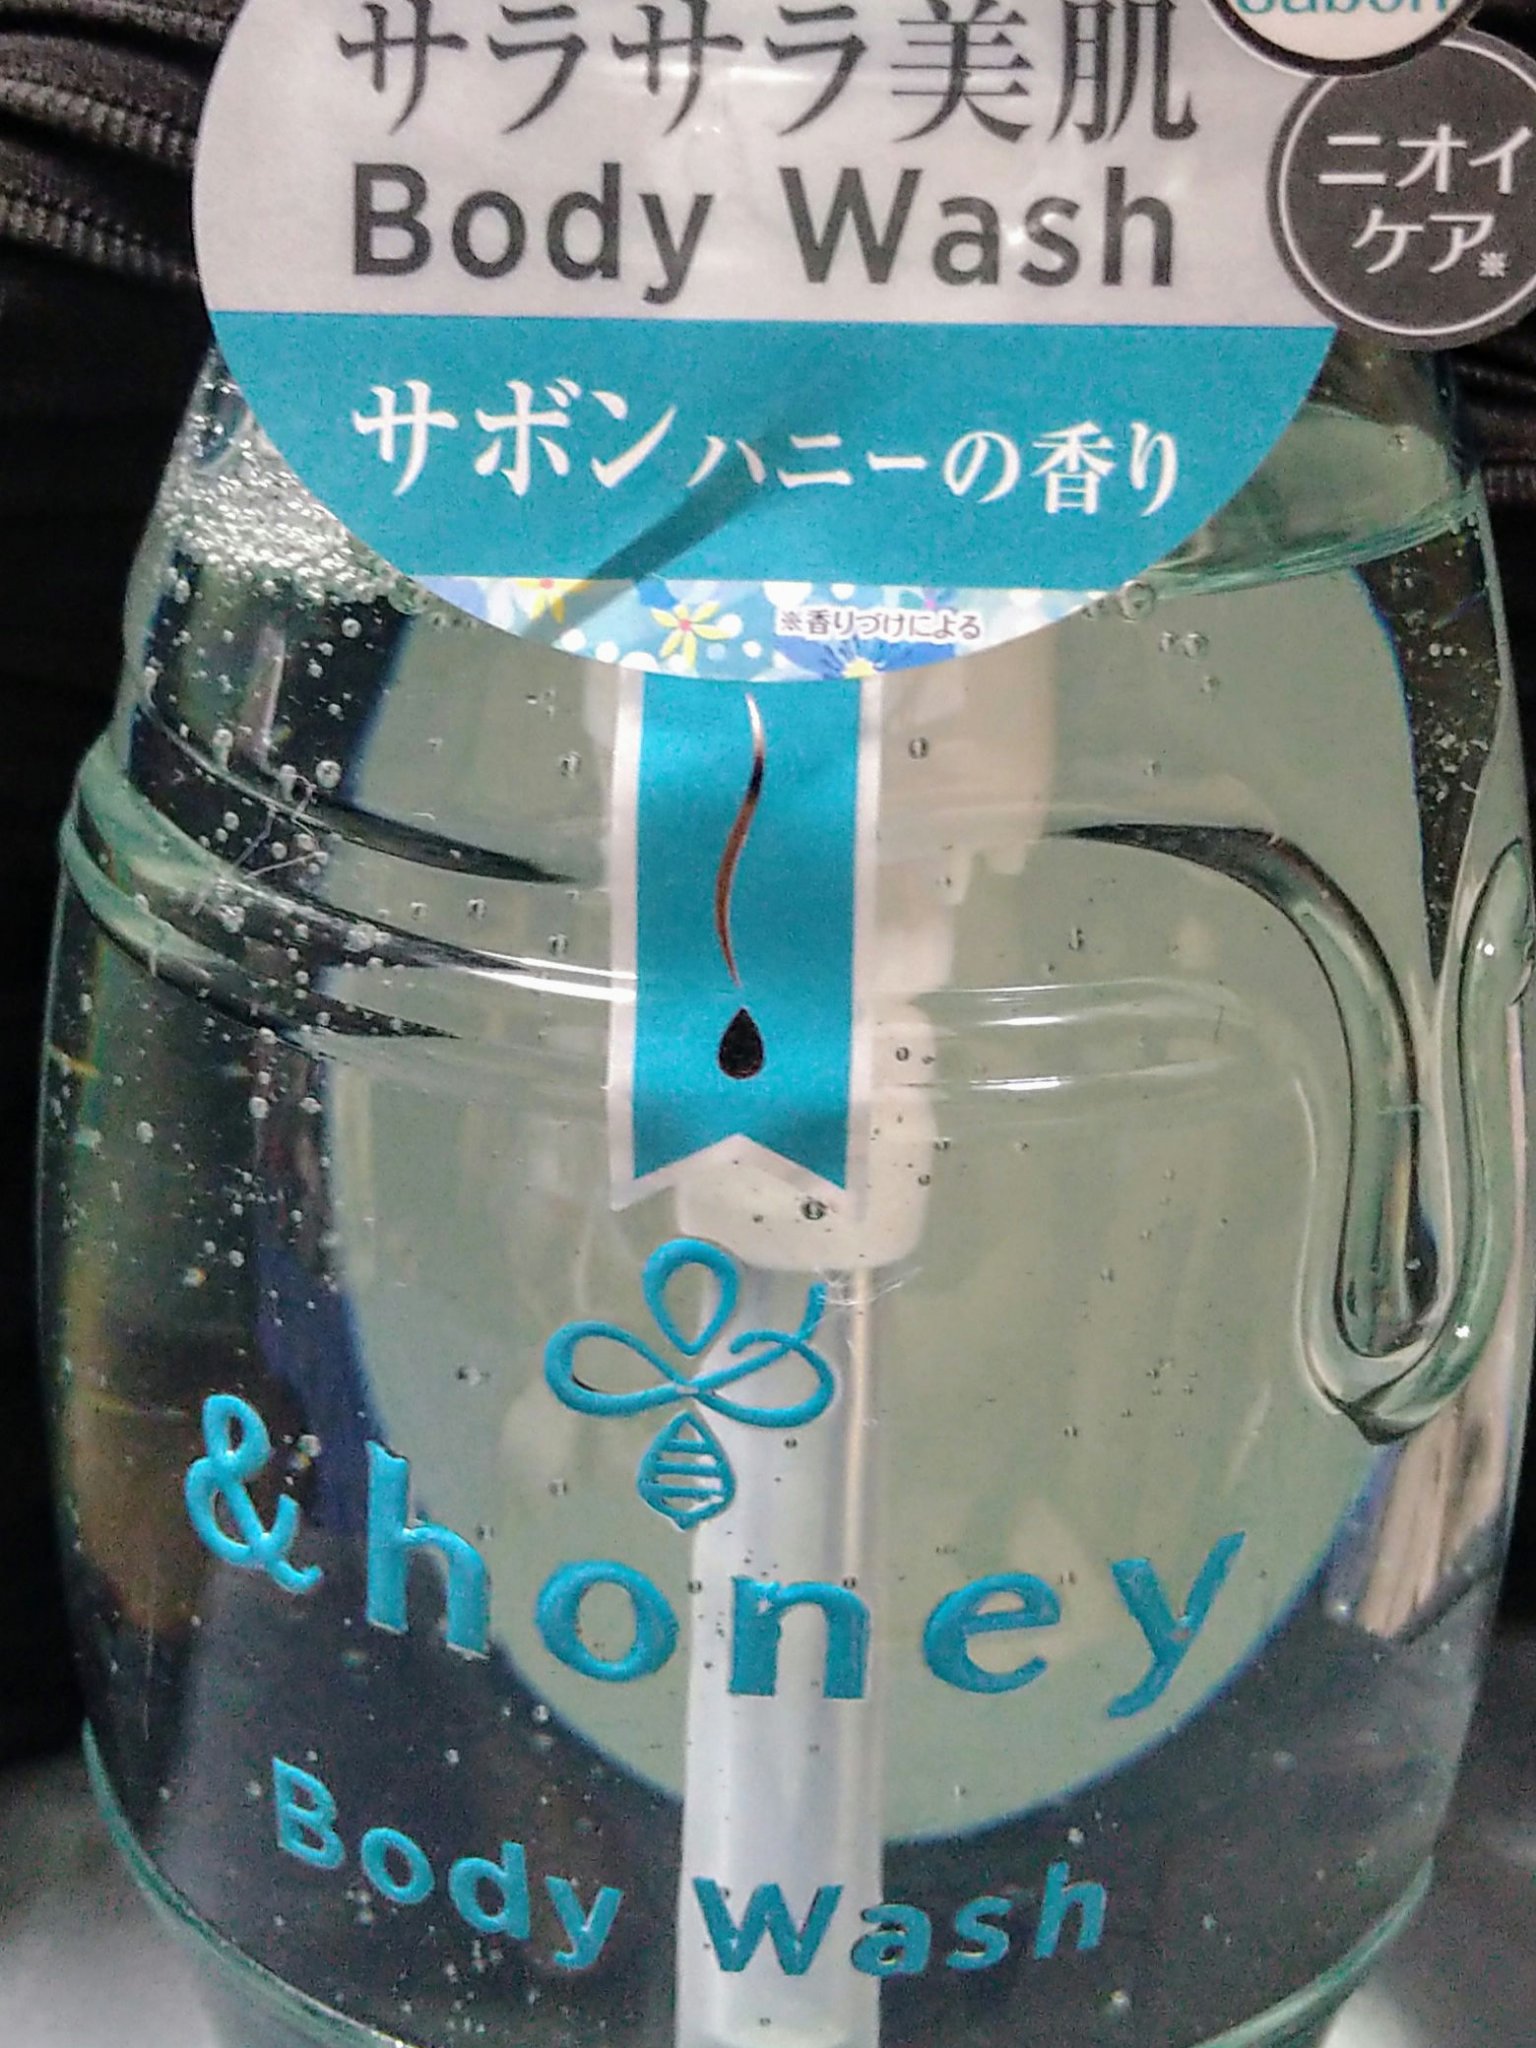 Sabon
サラサラ美肌
Body Wash
ニオイ
ケア※
サボンハニーの香り
※香りづけによる
&honey
Body Wash